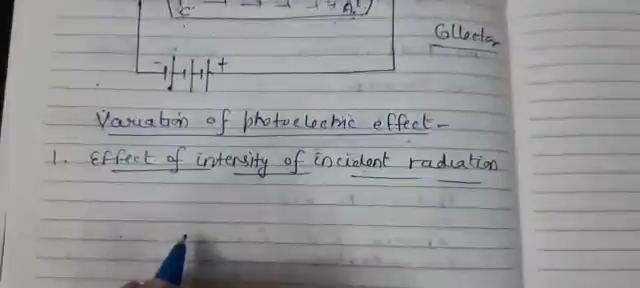 C A
Collector
- +
Variation of photoelectric effect-
1. Effect of intensity of incident radiation